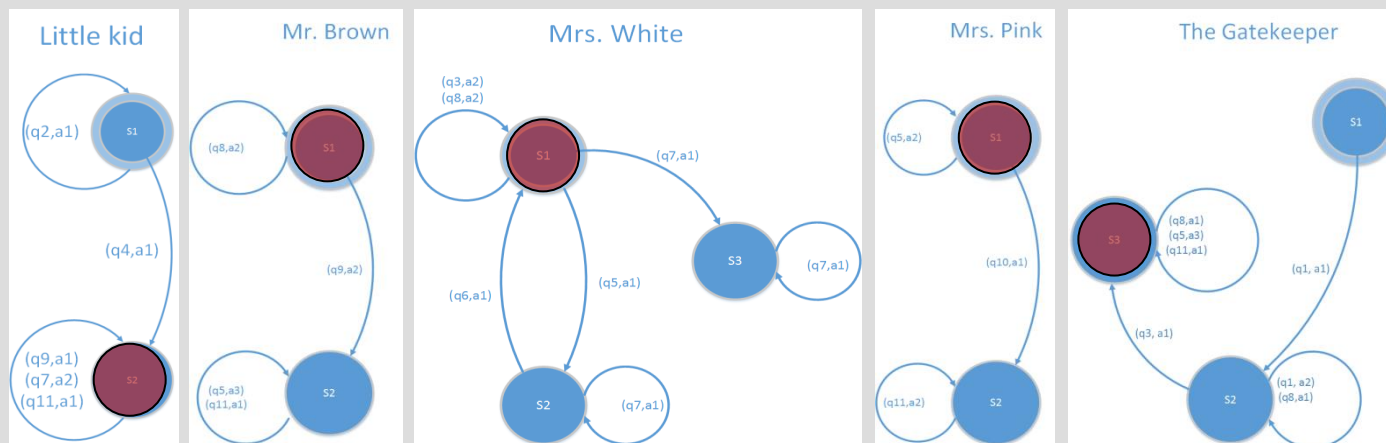 Little kid
(q2,a1)
S1
(q4,a1)
(q9,a1)
(q7,a2)
(q11,a1)
S2
Mr. Brown
(q8,a2)
S1
(q9,a2)
(q5,a3)
(q11,a1)
S2
Mrs. White
(q3,a2)
(q8,a2)
S1
(q7,a1)
S3
(q7,a1)
(q6,a1)
(q5,a1)
S2
(q7,a1)
Mrs. Pink
(q5,a2)
S1
(q10,a1)
(q11,a2)
S2
The Gatekeeper
S1
S3
(q8,a1)
(q5,a3)
(q11,a1)
(q1, a1)
(q3, a1)
S2
(q1, a2)
(q8,a1)